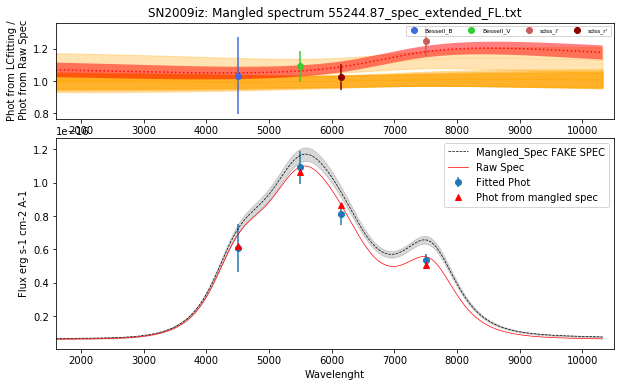 SN2009iz: Mangled spectrum 55244.87_spec_extended_FL.txt
Phot from LCfitting /
Phot from Raw Spec
Bessell_B Bessell_V sdss_i' sdss_r'
1.2
1.0
0.8
2000 3000 4000 5000 6000 7000 8000 9000 10000
1e−16
Flux erg s-1 cm-2 A-1
Mangled_Spec FAKE SPEC
Raw Spec
Fitted Phot
Phot from mangled spec
1.2
1.0
0.8
0.6
0.4
0.2
2000 3000 4000 5000 6000 7000 8000 9000 10000
Wavelenght